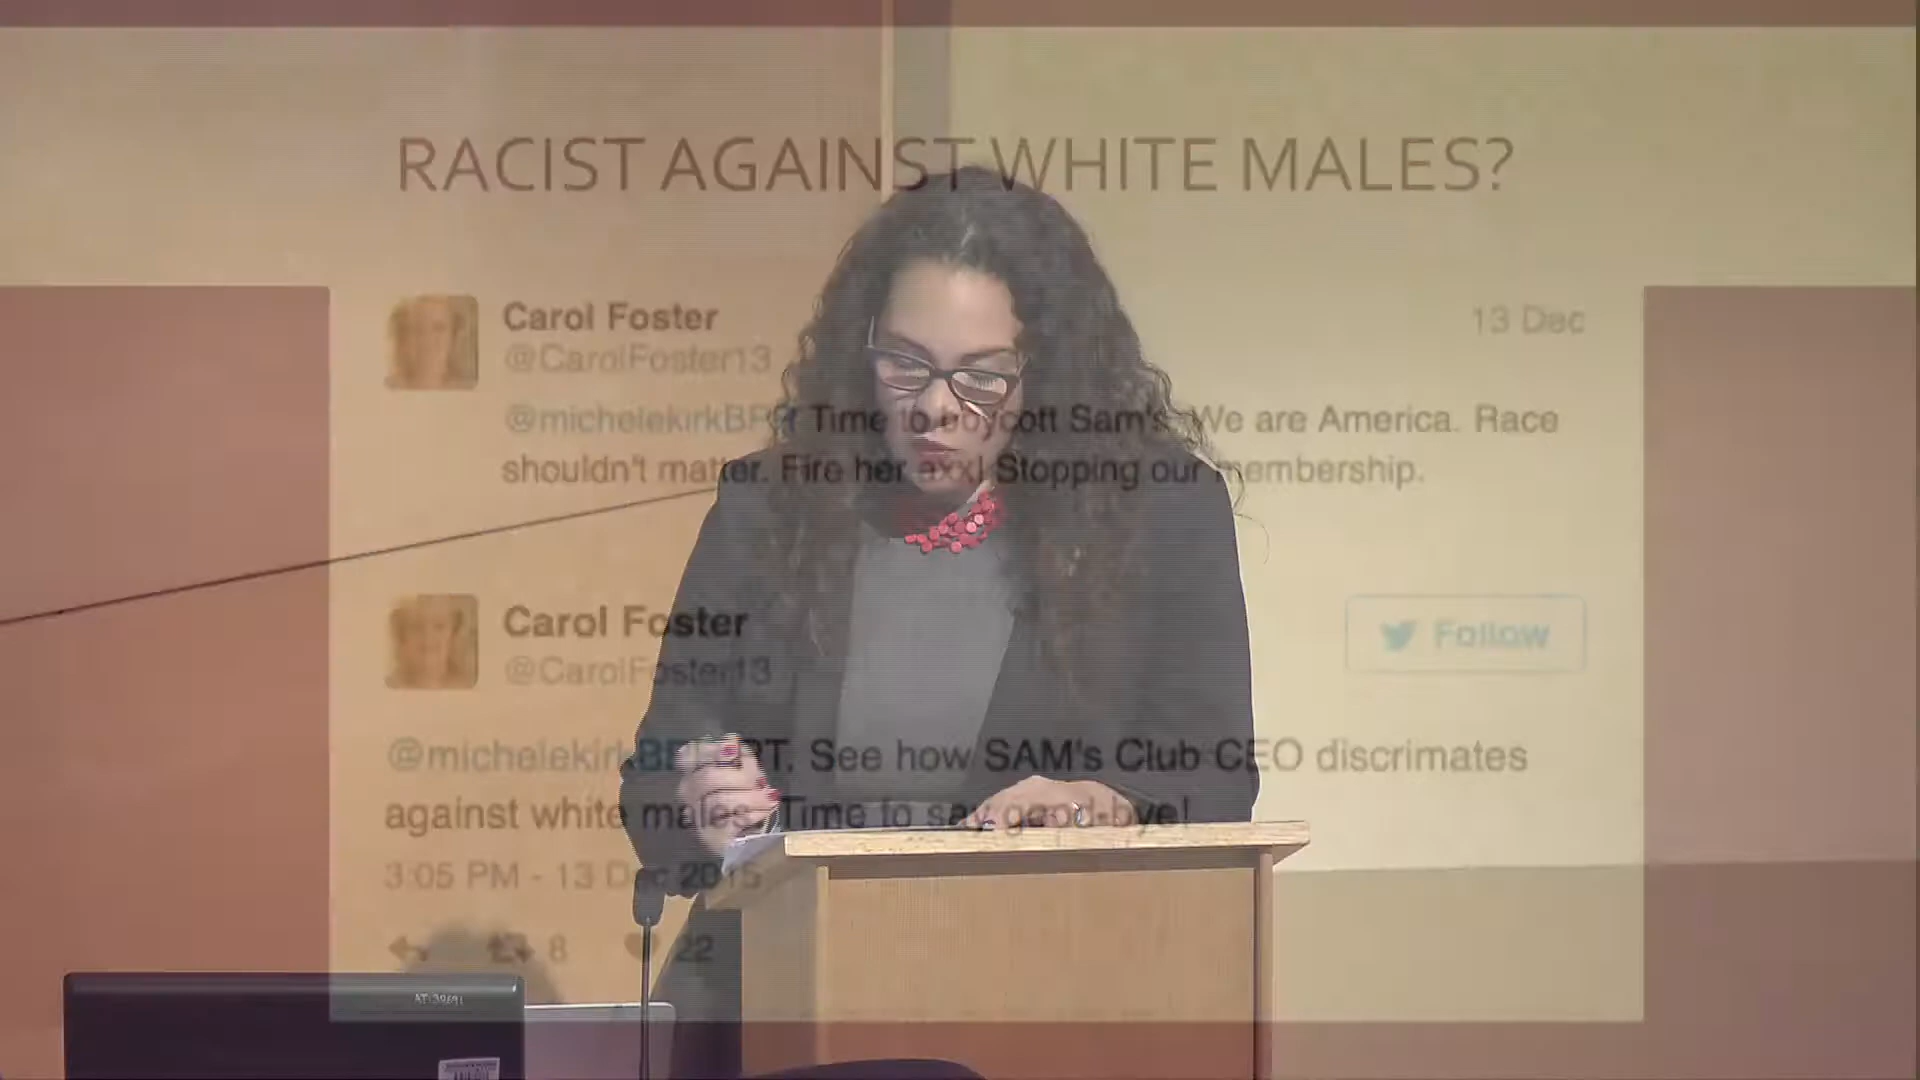 RACIST AGAINST WHITE MALES?
Carol Foster
13 Dec
@CarolFoster13
Time to boycott Sam's. We are America. Race
shouldn't matter. Fire her axx! Stopping our membership.
Carol Foster
Follow
@CarolFoster13
See how SAM's Club CEO discrimates
against white males. Time to say good-bye!
3:05 PM - 13 Dec 2015
8 22